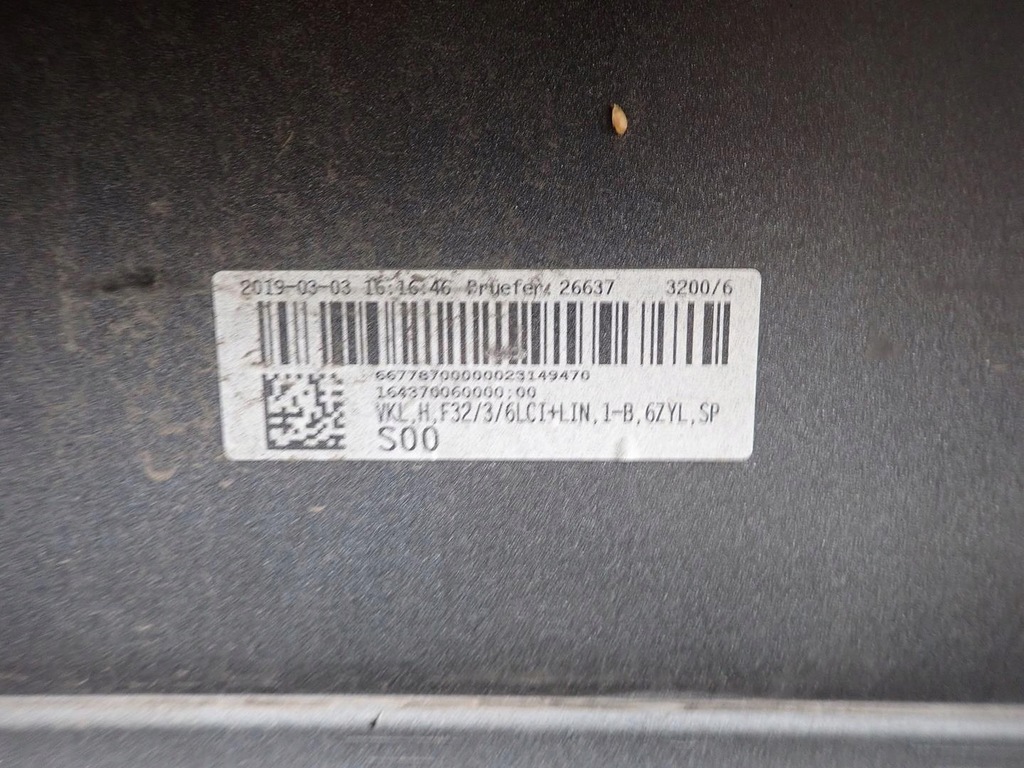 2019-03-03 16:16:46 Pruefer: 26637 3200/6
66778700000023149470
164370060000;00
VKL,H,F32/3/6LCI+LIN,1-B,6ZYL,SP
S00